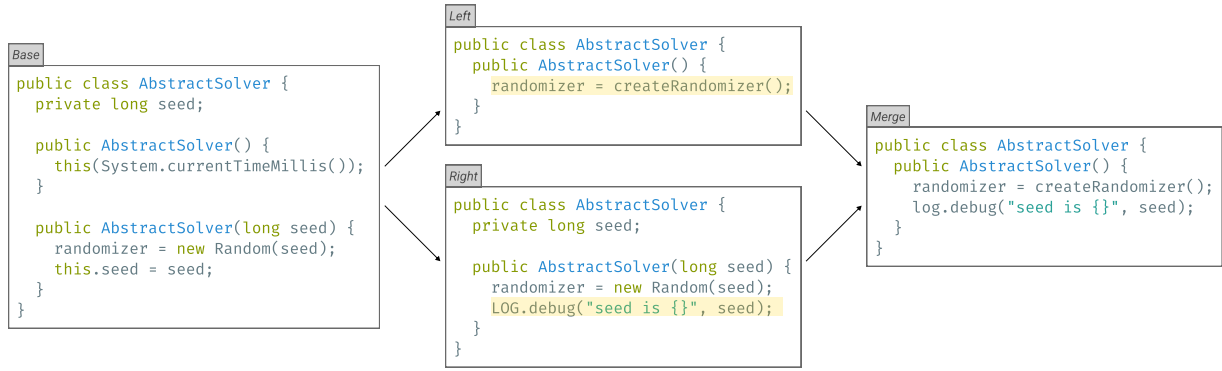 Base
public class AbstractSolver {
private long seed;
public AbstractSolver() {
this(System.currentTimeMillis());
}
public AbstractSolver(long seed) {
randomizer = new Random(seed);
this.seed = seed;
}
}
Left
public class AbstractSolver {
public AbstractSolver() {
randomizer = createRandomizer();
}
}
Right
public class AbstractSolver {
private long seed;
public AbstractSolver(long seed) {
randomizer = new Random(seed);
LOG.debug("seed is {}", seed);
}
}
Merge
public class AbstractSolver {
public AbstractSolver() {
randomizer = createRandomizer();
log.debug("seed is {}", seed);
}
}